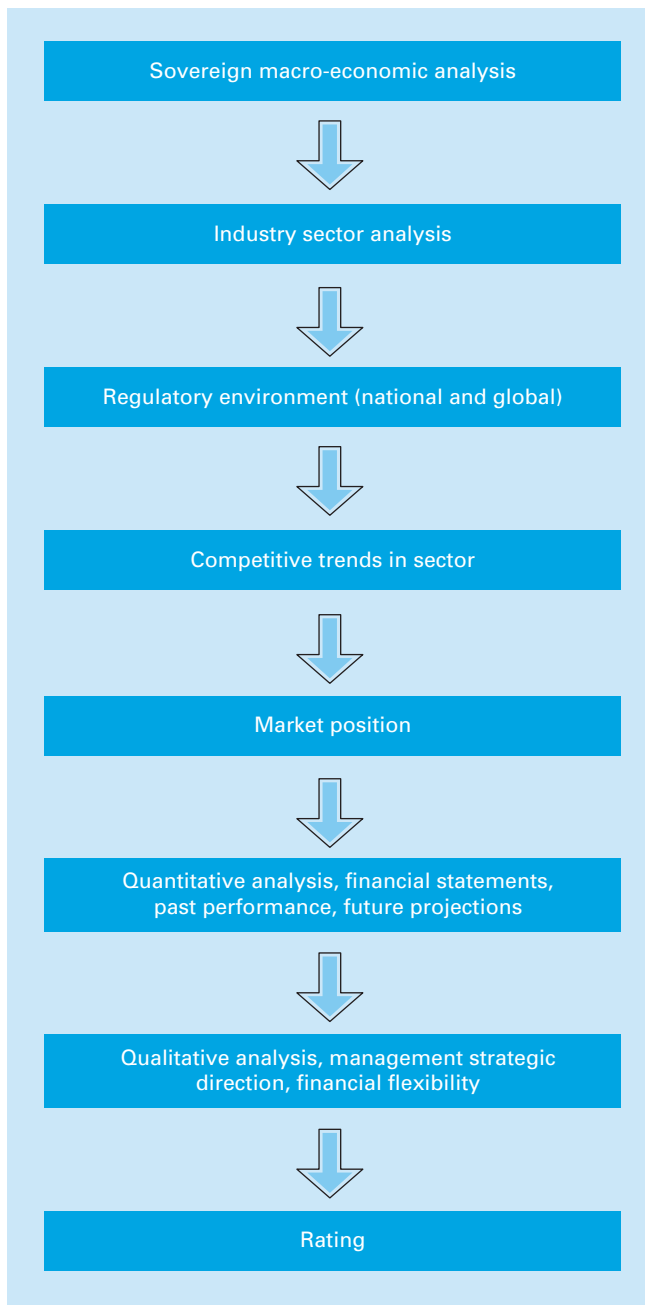 Sovereign macro-economic analysis
Industry sector analysis
Regulatory environment (national and global)
Competitive trends in sector
Market position
Quantitative analysis, financial statements,
past performance, future projections
Qualitative analysis, management strategic
direction, financial flexibility
Rating